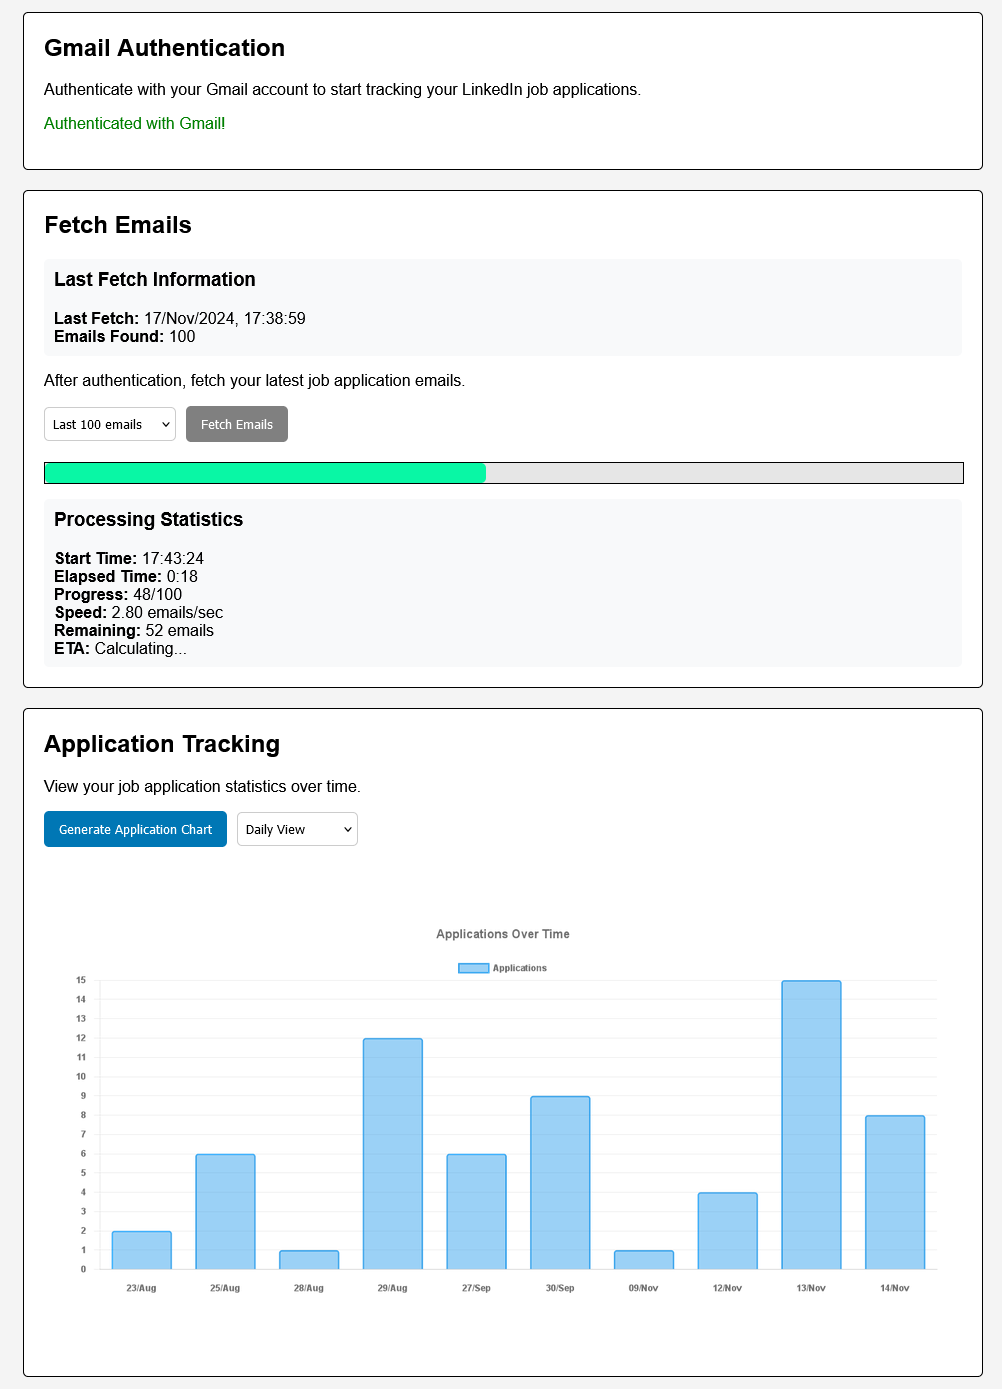 Gmail Authentication
Authenticate with your Gmail account to start tracking your LinkedIn job applications.
Authenticated with Gmail!
Fetch Emails
Last Fetch Information
Last Fetch: 17/Nov/2024, 17:38:59
Emails Found: 100
After authentication, fetch your latest job application emails.
Last 100 emails Fetch Emails
Processing Statistics
Start Time: 17:43:24
Elapsed Time: 0:18
Progress: 48/100
Speed: 2.80 emails/sec
Remaining: 52 emails
ETA: Calculating...
Application Tracking
View your job application statistics over time.
Generate Application Chart Daily View
Applications Over Time
Applications
15
14
13
12
11
10
9
8
7
6
5
4
3
2
1
0
23/Aug 25/Aug 28/Aug 29/Aug 27/Sep 30/Sep 09/Nov 12/Nov 13/Nov 14/Nov